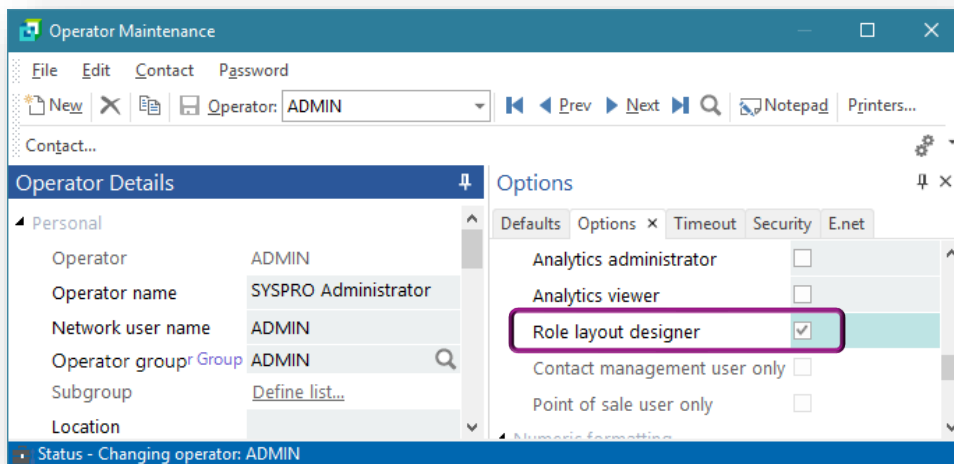 Operator Maintenance
File Edit Contact Password
New Operator: ADMIN Prev Next Notepad Printers...
Contact...
Operator Details
Personal
Operator ADMIN
Operator name SYSPRO Administrator
Network user name ADMIN
Operator groupr Group ADMIN
Subgroup Define list...
Location
Options
Defaults Options × Timeout Security E.net
Analytics administrator
Analytics viewer
Role layout designer
Contact management user only
Point of sale user only
Numeric formatting
Status - Changing operator: ADMIN